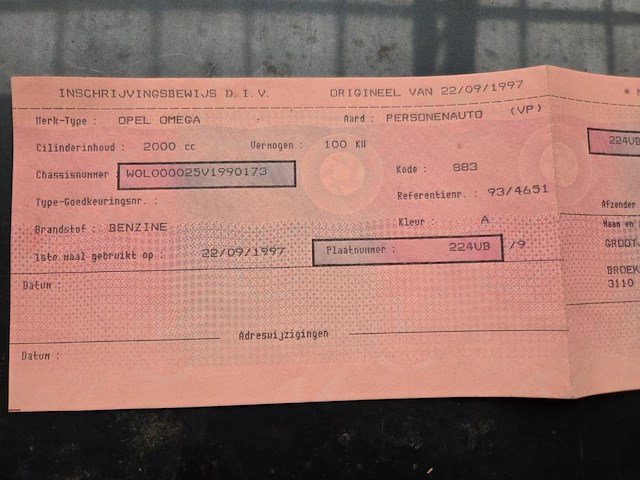 INSCHRIJVINGSBEWIJS D.I.V. ORIGINEEL VAN 22/09/1997
Merk-Type : OPEL OMEGA Aard : PERSONENAUTO (VP)
Cilinderinhoud : 2000 cc Vermogen : 100 KW
224UB
Chassisnummer : WOLO00025V1990173 Kode : 883
Type-Goedkeuringsnr. : Referentienr. : 93/4651
Afzender
Brandstof : BENZINE Kleur : A
Naam en
1ste maal gebruikt op : 22/09/1997 Plaatnummer : 224UB /9
GROOT
BROEK
3110
Datum :
Adreswijzigingen
Datum :